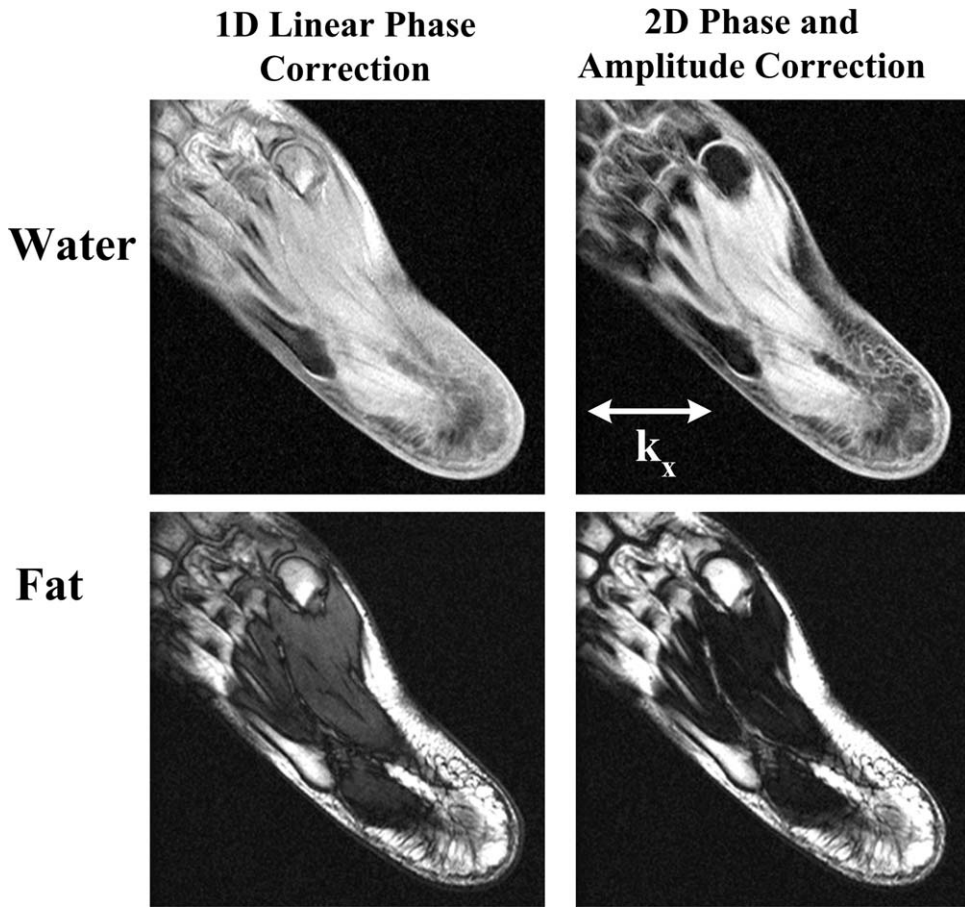 1D Linear Phase
Correction
2D Phase and
Amplitude Correction
Water
kx
Fat